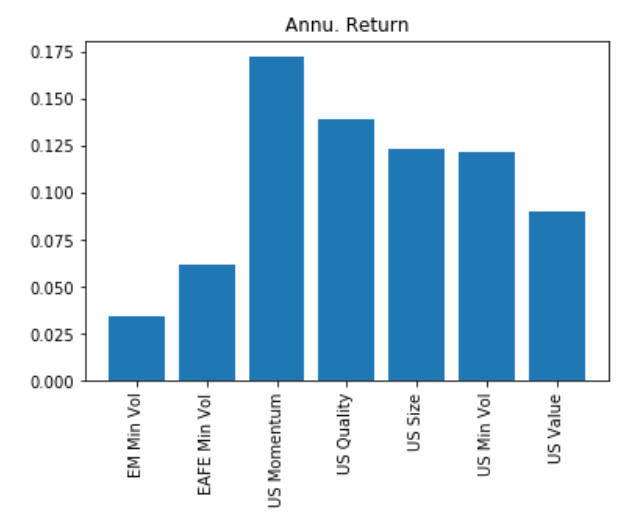 Annu. Return
0.175
0.150
0.125
0.100
0.075
0.050
0.025
0.000
EM Min Vol
EAFE Min Vol
US Momentum
US Quality
US Size
US Min Vol
US Value